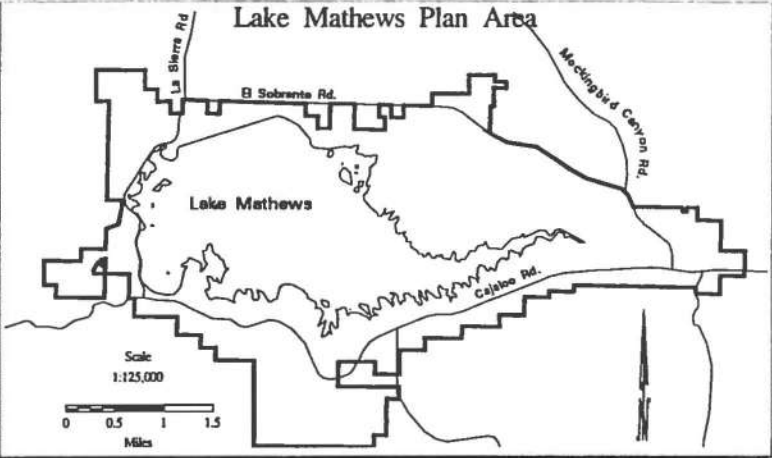 Lake Mathews Plan Area
La Sierra Rd
El Sobrante Rd.
Mockingbird Canyon Rd.
Lake Mathews
Cajaloo Rd.
Scale
1:125,000
0 0.5 1 1.5
Miles